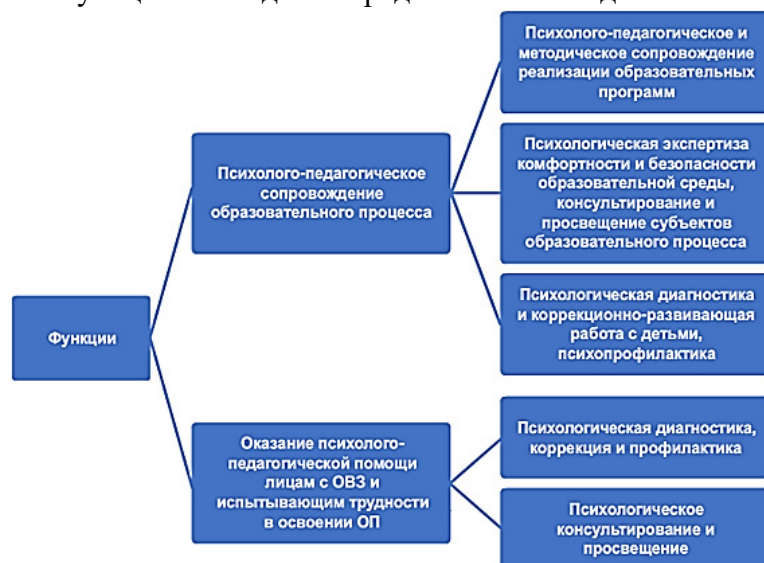 Психолого-педагогическое и
методическое сопровождение
реализации образовательных
программ
Психолого-педагогическое
сопровождение
образовательного процесса
Психологическая экспертиза
комфортности и безопасности
образовательной среды,
консультирование и
просвещение субъектов
образовательного процесса
Психологическая диагностика
и коррекционно-развивающая
работа с детьми,
психопрофилактика
Функции
Оказание психолого-
педагогической помощи
лицам с ОВЗ и
испытывающим трудности
в освоении ОП
Психологическая диагностика,
коррекция и профилактика
Психологическое
консультирование и
просвещение